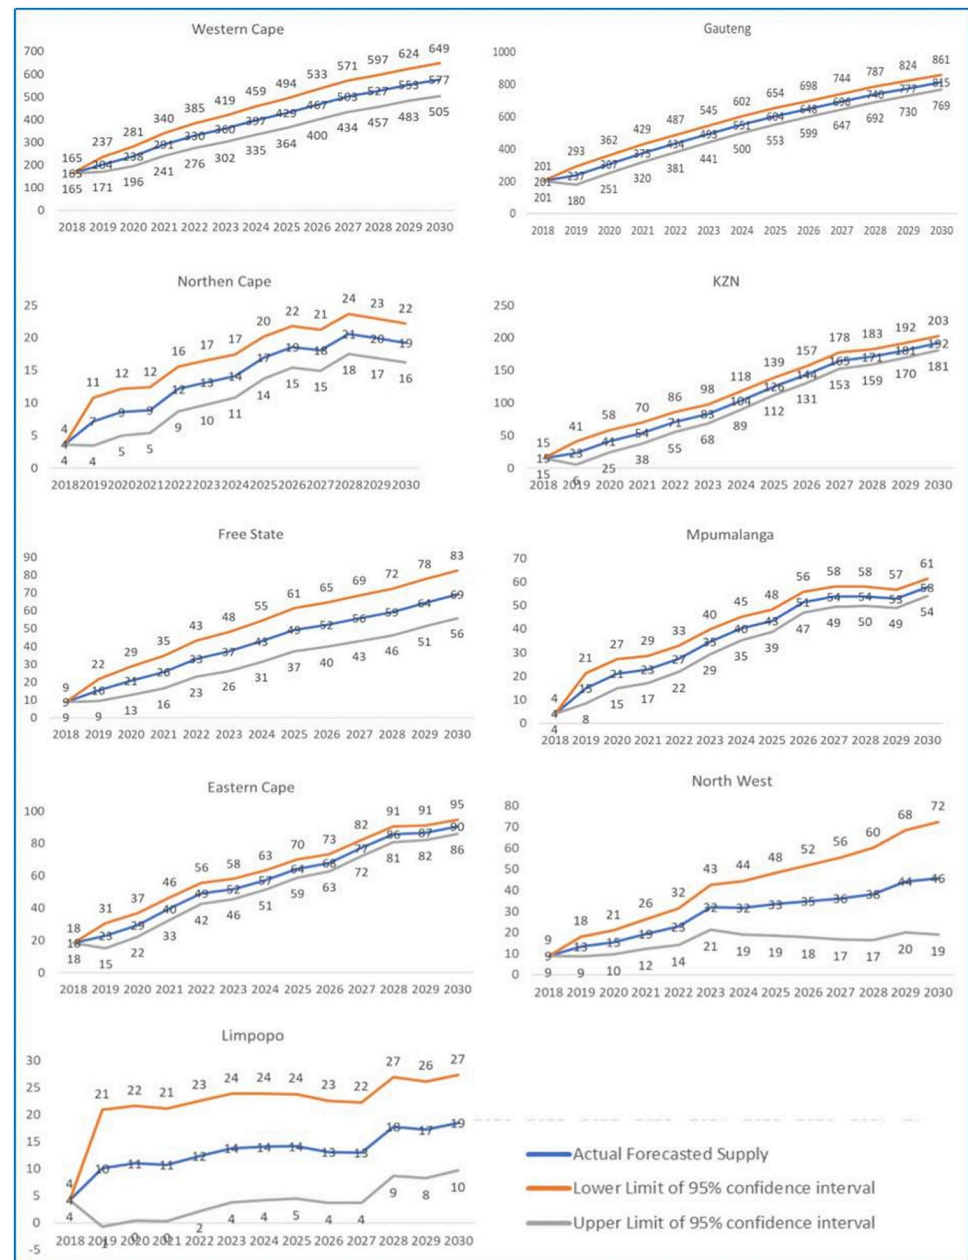 Western Cape
700
600
500
400
300
200
100
0
165 237 281 340 385 419 459 494 533 571 597 624 649
165 204 238 291 330 360 397 429 467 503 527 553 577
165 171 196 241 276 302 335 364 400 434 457 483 505
2018 2019 2020 2021 2022 2023 2024 2025 2026 2027 2028 2029 2030
Gauteng
1000
800
600
400
200
0
201 293 362 429 487 545 602 654 698 744 787 824 861
201 237 307 375 434 493 551 604 648 696 740 777 815
201 180 251 320 381 441 500 553 599 647 692 730 769
2018 2019 2020 2021 2022 2023 2024 2025 2026 2027 2028 2029 2030
Northen Cape
25
20
15
10
5
0
4 11 12 12 16 17 17 20 22 21 24 23 22
4 7 9 9 12 13 14 17 19 18 21 20 19
4 4 5 5 9 10 11 14 15 15 18 17 16
2018 2019 2020 2021 2022 2023 2024 2025 2026 2027 2028 2029 2030
KZN
250
200
150
100
50
0
15 41 58 70 86 98 118 139 157 178 183 192 203
15 23 41 54 71 83 104 126 144 165 171 181 192
15 6 25 38 55 68 89 112 131 153 159 170 181
2018 2019 2020 2021 2022 2023 2024 2025 2026 2027 2028 2029 2030
Free State
90
80
70
60
50
40
30
20
10
0
9 22 29 35 43 48 55 61 65 69 72 78 83
9 16 21 26 33 37 43 49 52 56 59 64 69
9 9 13 16 23 26 31 37 40 43 46 51 56
2018 2019 2020 2021 2022 2023 2024 2025 2026 2027 2028 2029 2030
Mpumalanga
70
60
50
40
30
20
10
0
4 21 27 29 33 40 45 48 56 58 58 57 61
4 15 21 23 27 35 40 43 51 54 54 53 58
4 8 15 17 22 29 35 39 47 49 50 49 54
2018 2019 2020 2021 2022 2023 2024 2025 2026 2027 2028 2029 2030
Eastern Cape
100
80
60
40
20
0
18 31 37 46 56 58 63 70 73 82 91 91 95
18 23 29 40 49 52 57 64 68 77 86 87 90
18 15 22 33 42 46 51 59 63 72 81 82 86
2018 2019 2020 2021 2022 2023 2024 2025 2026 2027 2028 2029 2030
North West
80
70
60
50
40
30
20
10
0
9 18 21 26 32 43 44 48 52 56 60 68 72
9 13 15 19 23 32 32 33 35 36 38 44 46
9 9 10 12 14 21 19 19 18 17 17 20 19
2018 2019 2020 2021 2022 2023 2024 2025 2026 2027 2028 2029 2030
Limpopo
30
25
20
15
10
5
0
-5
4 21 22 21 23 24 24 24 23 22 27 26 27
4 10 11 11 12 14 14 14 13 13 18 17 19
4 1 0 0 2 4 4 5 4 4 9 8 10
2018 2019 2020 2021 2022 2023 2024 2025 2026 2027 2028 2029 2030
Actual Forecasted Supply
Lower Limit of 95% confidence interval
Upper Limit of 95% confidence interval